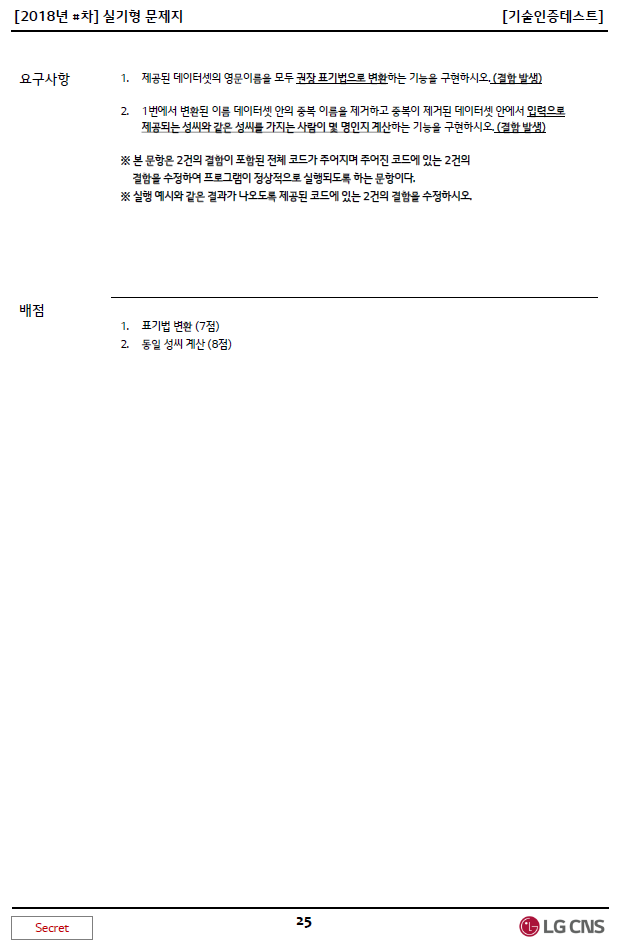 [2018년 #차] 실기형 문제지 [기술인증테스트]
요구사항
1. 제공된 데이터셋의 영문이름을 모두 권장 표기법으로 변환하는 기능을 구현하시오. (결함 발생)
2. 1번에서 변환된 이름 데이터셋 안의 중복 이름을 제거하고 중복이 제거된 데이터셋 안에서 입력으로
제공되는 성씨와 같은 성씨를 가지는 사람이 몇 명인지 계산하는 기능을 구현하시오. (결함 발생)
※ 본 문항은 2건의 결함이 포함된 전체 코드가 주어지며 주어진 코드에 있는 2건의
결함을 수정하여 프로그램이 정상적으로 실행되도록 하는 문항이다.
※ 실행 예시와 같은 결과가 나오도록 제공된 코드에 있는 2건의 결함을 수정하시오.
배점
1. 표기법 변환 (7점)
2. 동일 성씨 계산 (8점)
Secret
25
LG CNS